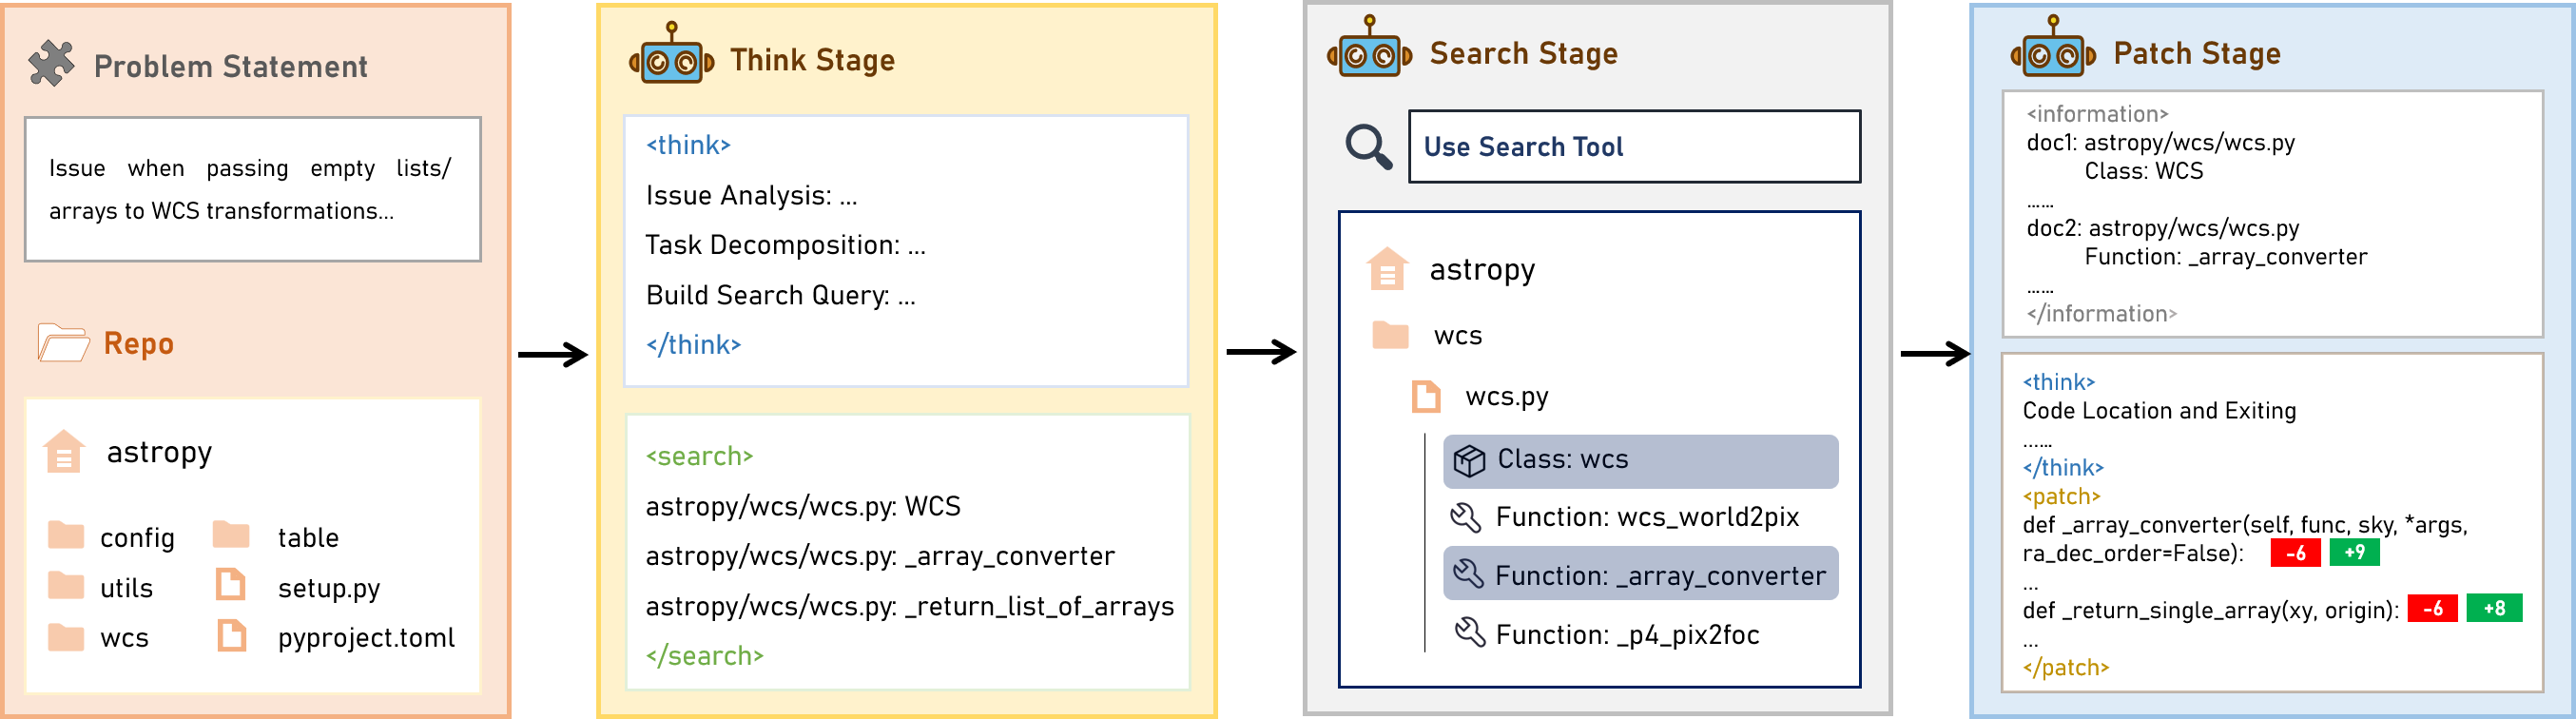 Problem Statement
Issue when passing empty lists/
arrays to WCS transformations...
Repo
astropy
config
table
utils
setup.py
wcs
pyproject.toml
Think Stage
<think>
Issue Analysis: ...
Task Decomposition: ...
Build Search Query: ...
</think>
<search>
astropy/wcs/wcs.py: WCS
astropy/wcs/wcs.py: _array_converter
astropy/wcs/wcs.py: _return_list_of_arrays
</search>
Search Stage
Use Search Tool
astropy
wcs
wcs.py
Class: wcs
Function: wcs_world2pix
Function: _array_converter
Function: _p4_pix2foc
Patch Stage
<information>
doc1: astropy/wcs/wcs.py
Class: WCS
......
doc2: astropy/wcs/wcs.py
Function: _array_converter
......
</information>
<think>
Code Location and Exiting
......
</think>
<patch>
def _array_converter(self, func, sky, *args,
ra_dec_order=False): -6 +9
...
def _return_single_array(xy, origin): -6 +8
...
</patch>